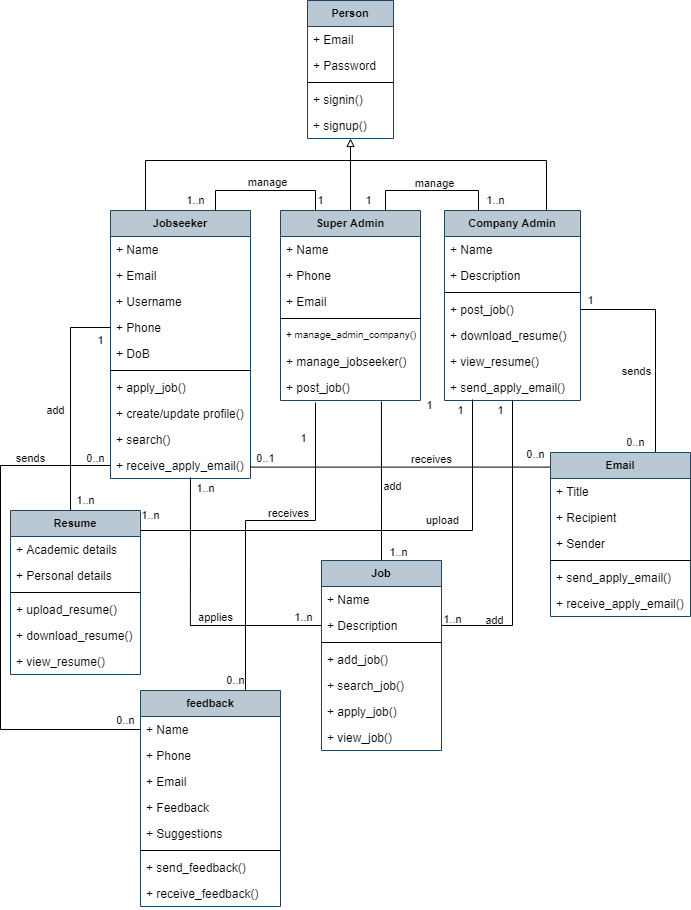 Person
+ Email
+ Password
+ signin()
+ signup()
manage
manage
1..n
1
1
1..n
Jobseeker
+ Name
+ Email
+ Username
+ Phone
+ DoB
+ apply_job()
+ create/update profile()
+ search()
+ receive_apply_email()
Super Admin
+ Name
+ Phone
+ Email
+ manage_admin_company()
+ manage_jobseeker()
+ post_job()
Company Admin
+ Name
+ Description
+ post_job()
+ download_resume()
+ view_resume()
+ send_apply_email()
1
sends
0..n
1
add
1..n
sends
0..n
0..1
receives
0..n
1
1
1
1
1..n
add
receives
1..n
upload
1..n
Email
+ Title
+ Recipient
+ Sender
+ send_apply_email()
+ receive_apply_email()
Resume
+ Academic details
+ Personal details
+ upload_resume()
+ download_resume()
+ view_resume()
applies
1..n
1..n
add
Job
+ Name
+ Description
+ add_job()
+ search_job()
+ apply_job()
+ view_job()
0..n
0..n
feedback
+ Name
+ Phone
+ Email
+ Feedback
+ Suggestions
+ send_feedback()
+ receive_feedback()